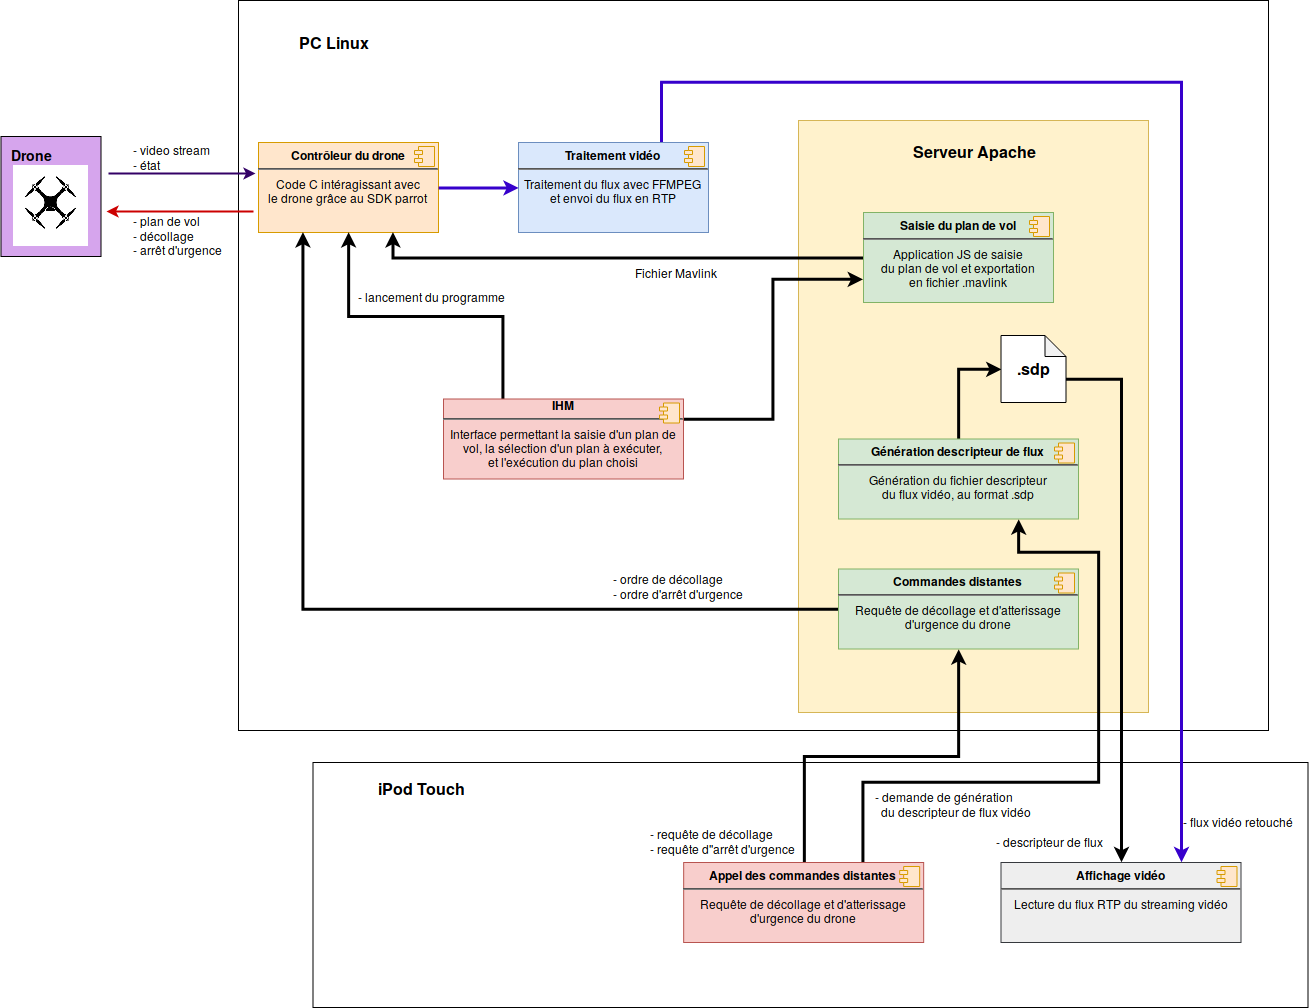 PC Linux
Drone
- video stream
- état
- plan de vol
- décollage
- arrêt d'urgence
Contrôleur du drone
Code C intéragissant avec
le drone grâce au SDK parrot
Traitement vidéo
Traitement du flux avec FFMPEG
et envoi du flux en RTP
Serveur Apache
Saisie du plan de vol
Application JS de saisie
du plan de vol et exportation
en fichier .mavlink
Fichier Mavlink
- lancement du programme
.sdp
IHM
Interface permettant la saisie d'un plan de
vol, la sélection d'un plan à exécuter,
et l'exécution du plan choisi
Génération descripteur de flux
Génération du fichier descripteur
du flux vidéo, au format .sdp
- ordre de décollage
- ordre d'arrêt d'urgence
Commandes distantes
Requête de décollage et d'atterissage
d'urgence du drone
iPod Touch
- demande de génération
du descripteur de flux vidéo
- requête de décollage
- requête d"arrêt d'urgence
- descripteur de flux
- flux vidéo retouché
Appel des commandes distantes
Requête de décollage et d'atterissage
d'urgence du drone
Affichage vidéo
Lecture du flux RTP du streaming vidéo